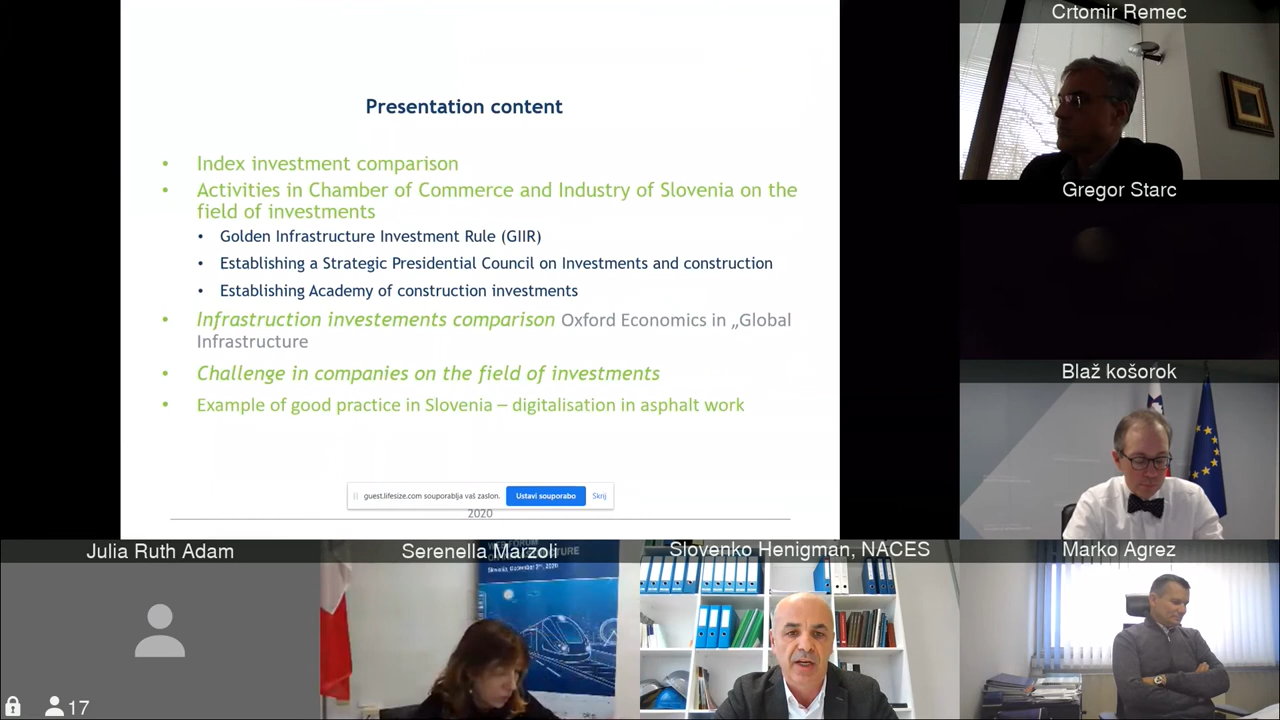 Presentation content
• Index investment comparison
• Activities in Chamber of Commerce and Industry of Slovenia on the
field of investments
• Golden Infrastructure Investment Rule (GIIR)
• Establishing a Strategic Presidential Council on Investments and construction
• Establishing Academy of construction investments
• Infrastruction investements comparison Oxford Economics in „Global
Infrastructure
• Challenge in companies on the field of investments
• Example of good practice in Slovenia – digitalisation in asphalt work
guest.lifesize.com souporablja vaš zaslon. Ustavi souporabo Skrij
2020
Crtomir Remec
Gregor Starc
Blaž košorok
Julia Ruth Adam
Serenella Marzoli
Slovenko Henigman, NACES
Marko Agrez
17